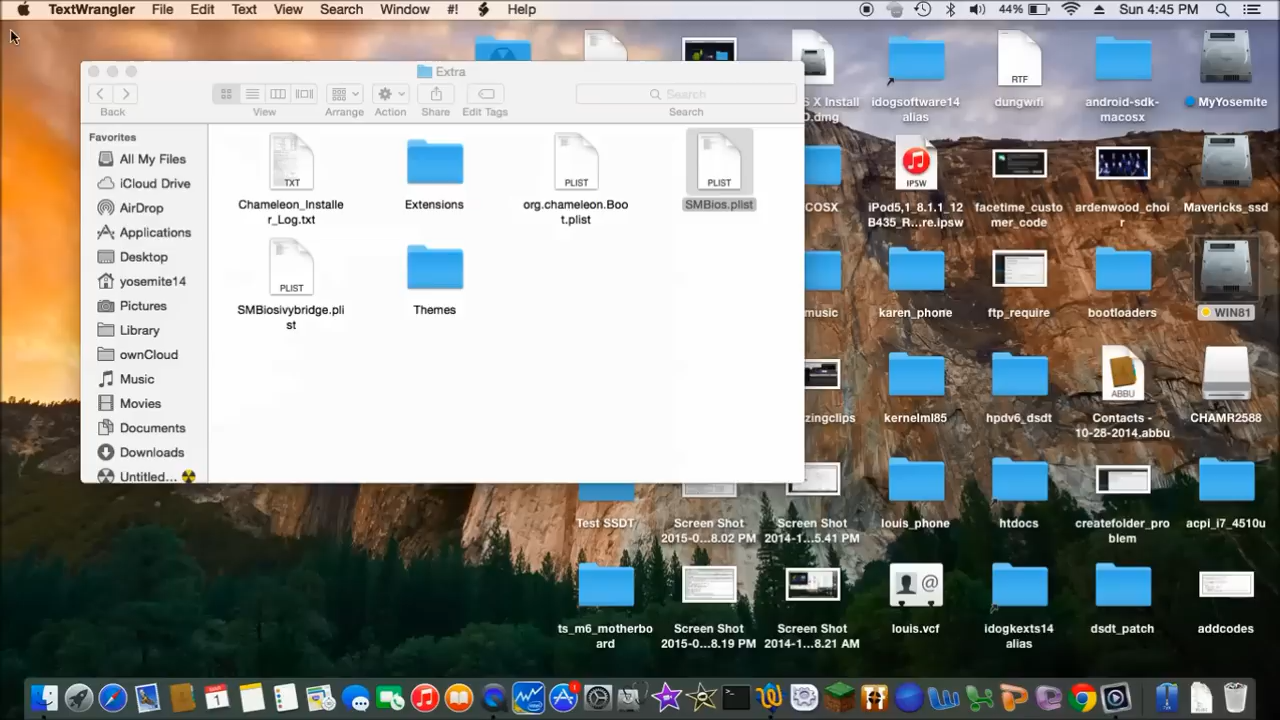 TextWrangler File Edit Text View Search Window #! Help 44% Sun 4:45 PM
Extra
Search
Back View Arrange Action Share Edit Tags Search
Favorites
All My Files
iCloud Drive
AirDrop
Applications
Desktop
yosemite14
Pictures
Library
ownCloud
Music
Movies
Documents
Downloads
Untitled...
TXT
Chameleon_Installe
r_Log.txt
Extensions
PLIST
org.chameleon.Boo
t.plist
PLIST
SMBios.plist
PLIST
SMBiosivybridge.pli
st
Themes
S X Install
D.dmg
idogsoftware14
alias
RTF
dungwifi
android-sdk-
macosx
MyYosemite
COSX
IPSW
iPod5,1_8.1.1_12
B435_R...re.ipsw
facetime_custo
mer_code
ardenwood_choi
r
Mavericks_ssd
music
karen_phone
ftp_require
bootloaders
WIN81
zingclips
kernelml85
hpdv6_dsdt
ABBU
Contacts -
10-28-2014.abbu
CHAMR2588
Test SSDT
Screen Shot
2015-0...8.02 PM
Screen Shot
2014-1...5.41 PM
louis_phone
htdocs
createfolder_pro
blem
acpi_i7_4510u
ts_m6_motherbo
ard
Screen Shot
2015-0...8.19 PM
Screen Shot
2014-1...8.21 AM
louis.vcf
idogkexts14
alias
dsdt_patch
addcodes